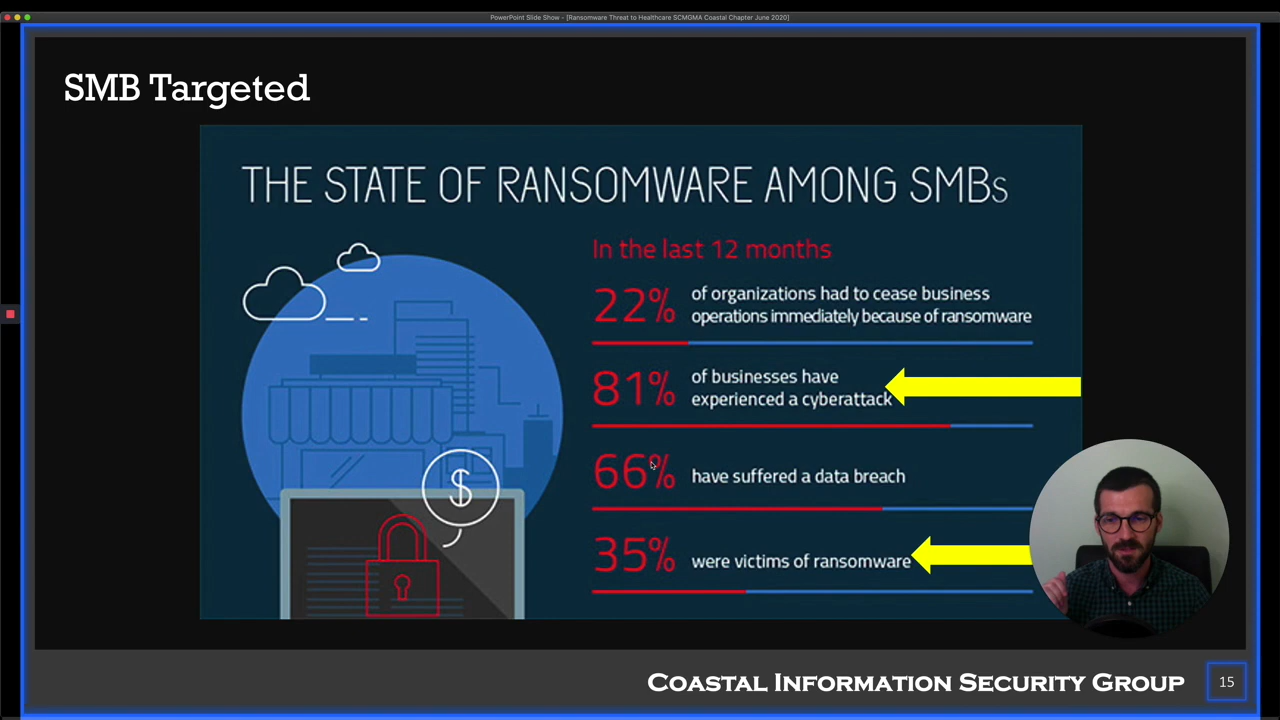 PowerPoint Slide Show - [Ransomware Threat to Healthcare SCMGMA Coastal Chapter June 2020]
SMB Targeted
THE STATE OF RANSOMWARE AMONG SMBs
In the last 12 months
22% of organizations had to cease business
operations immediately because of ransomware
81% of businesses have
experienced a cyberattack
66% have suffered a data breach
35% were victims of ransomware
$
COASTAL INFORMATION SECURITY GROUP
15